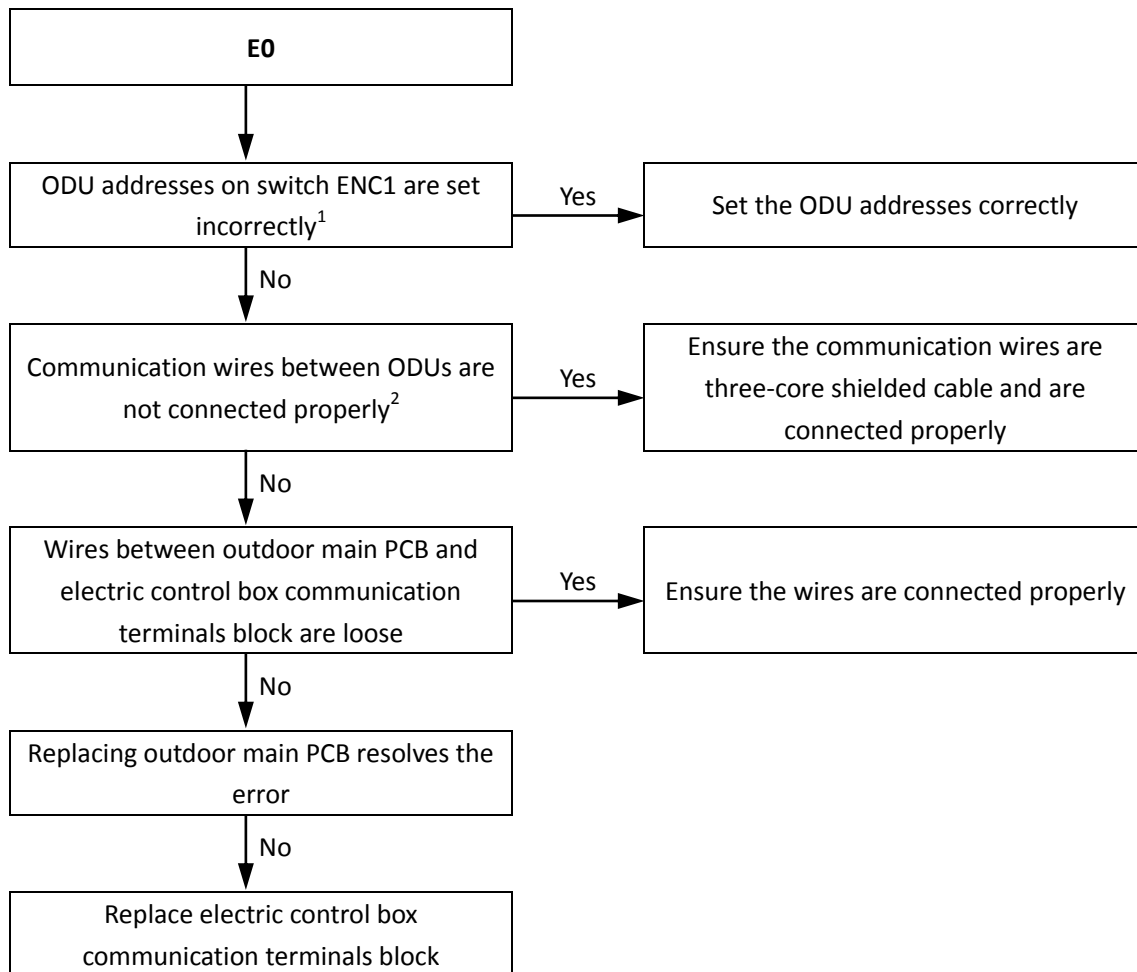 E0
ODU addresses on switch ENC1 are set
incorrectly1
Yes
Set the ODU addresses correctly
No
Communication wires between ODUs are
not connected properly2
Yes
Ensure the communication wires are
three-core shielded cable and are
connected properly
No
Wires between outdoor main PCB and
electric control box communication
terminals block are loose
Yes
Ensure the wires are connected properly
No
Replacing outdoor main PCB resolves the
error
No
Replace electric control box
communication terminals block